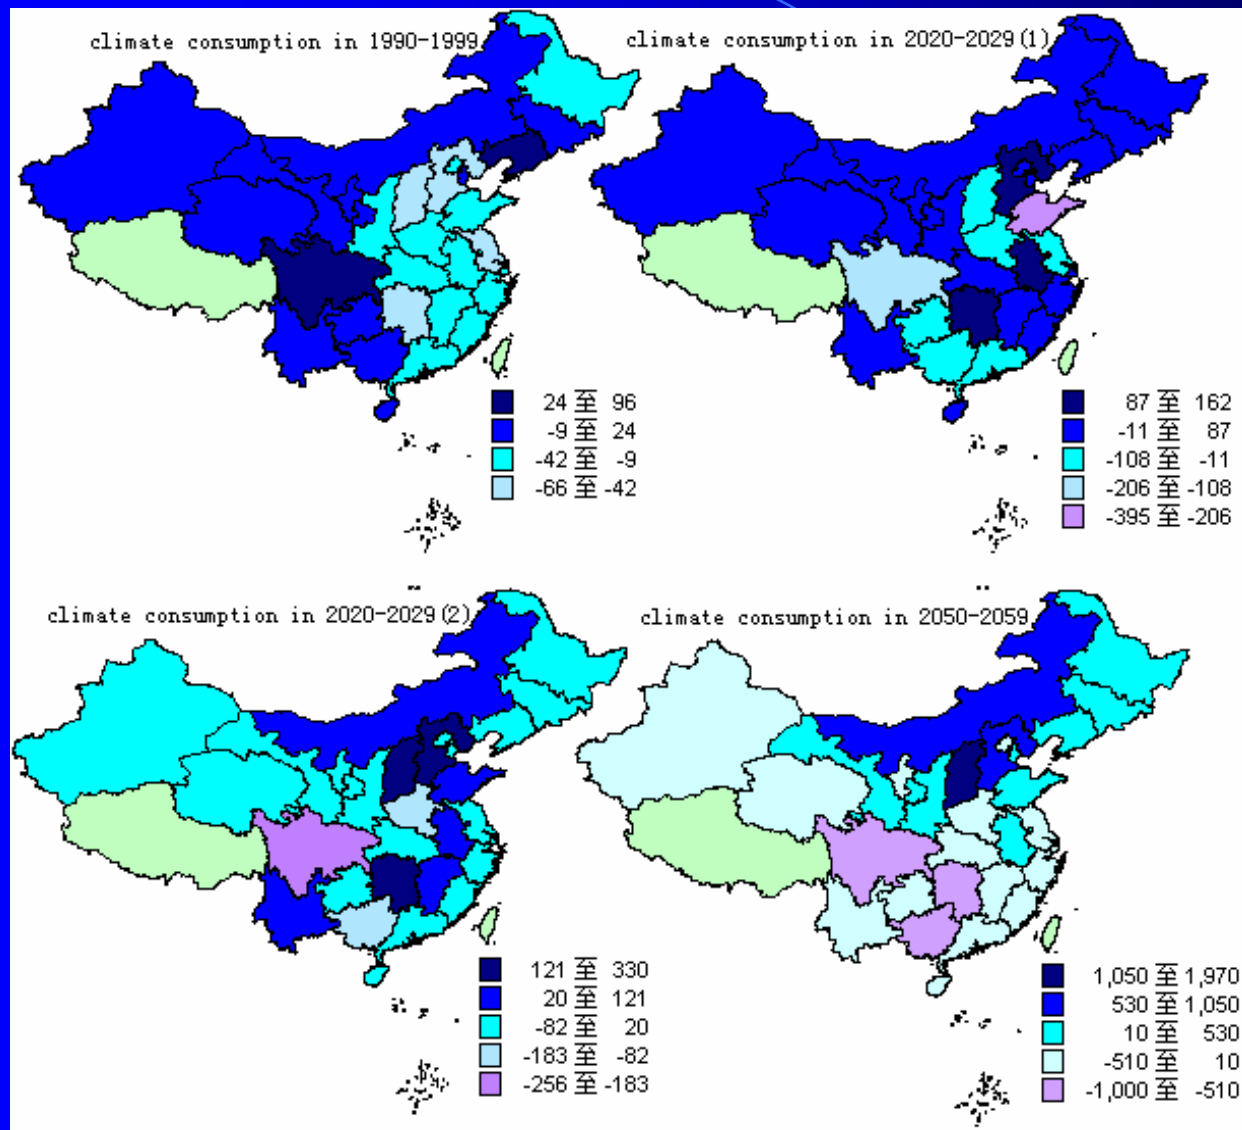 climate consumption in 1990-1999
climate consumption in 2020-2029(1)
24 至 96
-9 至 24
-42 至 -9
-66 至 -42
87 至 162
-11 至 87
-108 至 -11
-206 至 -108
-395 至 -206
climate consumption in 2020-2029(2)
climate consumption in 2050-2059
121 至 330
20 至 121
-82 至 20
-183 至 -82
-256 至 -183
1,050 至 1,970
530 至 1,050
10 至 530
-510 至 10
-1,000 至 -510